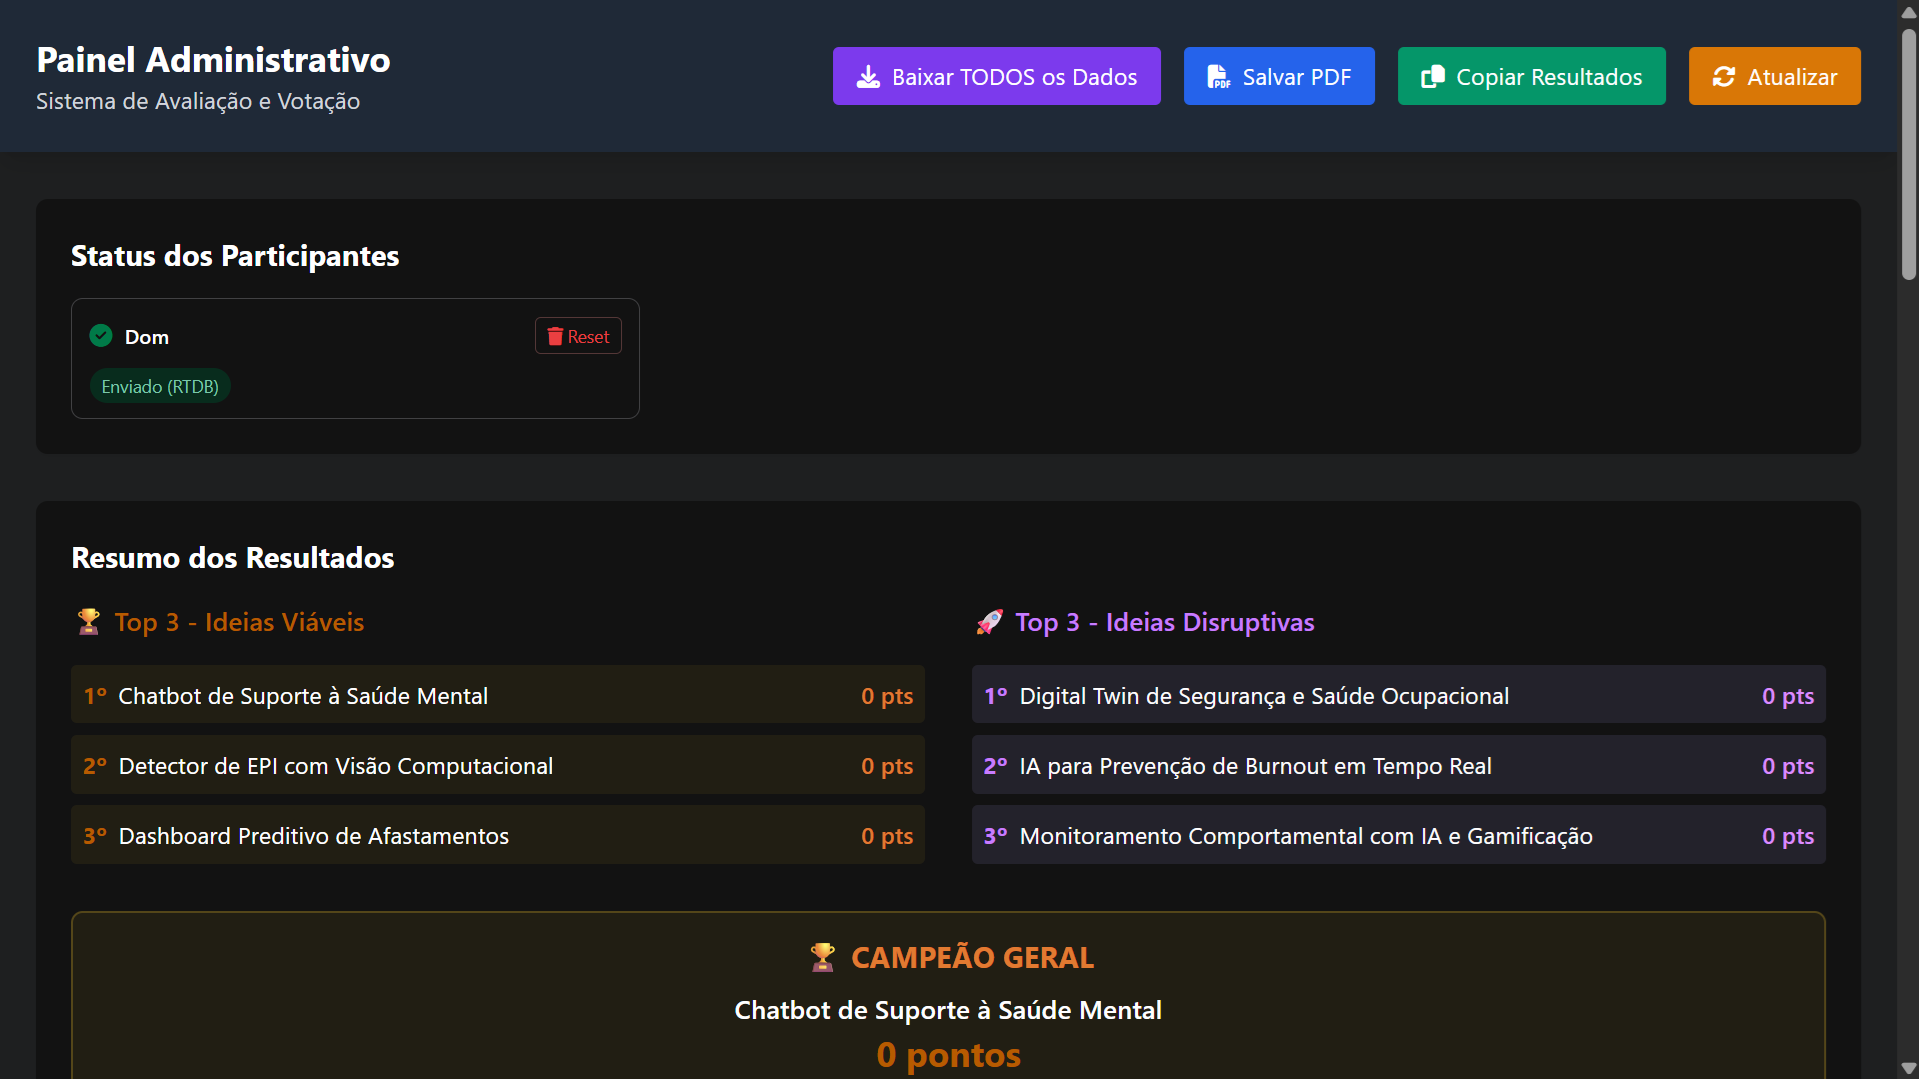 Painel Administrativo
Sistema de Avaliação e Votação
Baixar TODOS os Dados
Salvar PDF
Copiar Resultados
Atualizar
Status dos Participantes
Dom
Reset
Enviado (RTDB)
Resumo dos Resultados
🏆 Top 3 - Ideias Viáveis
1º Chatbot de Suporte à Saúde Mental 0 pts
2º Detector de EPI com Visão Computacional 0 pts
3º Dashboard Preditivo de Afastamentos 0 pts
🚀 Top 3 - Ideias Disruptivas
1º Digital Twin de Segurança e Saúde Ocupacional 0 pts
2º IA para Prevenção de Burnout em Tempo Real 0 pts
3º Monitoramento Comportamental com IA e Gamificação 0 pts
🏆 CAMPEÃO GERAL
Chatbot de Suporte à Saúde Mental
0 pontos